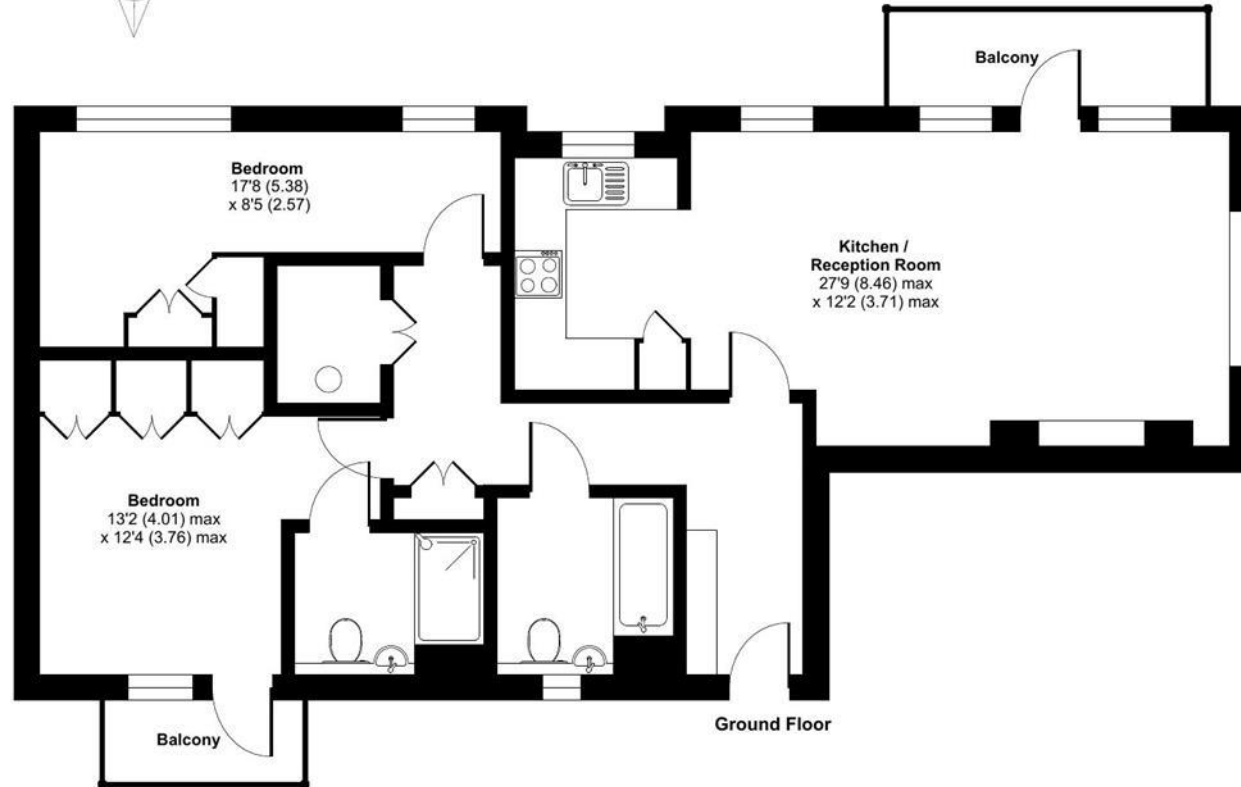 Balcony
Bedroom
17'8 (5.38)
x 8'5 (2.57)
Kitchen /
Reception Room
27'9 (8.46) max
x 12'2 (3.71) max
Bedroom
13'2 (4.01) max
x 12'4 (3.76) max
Balcony
Ground Floor